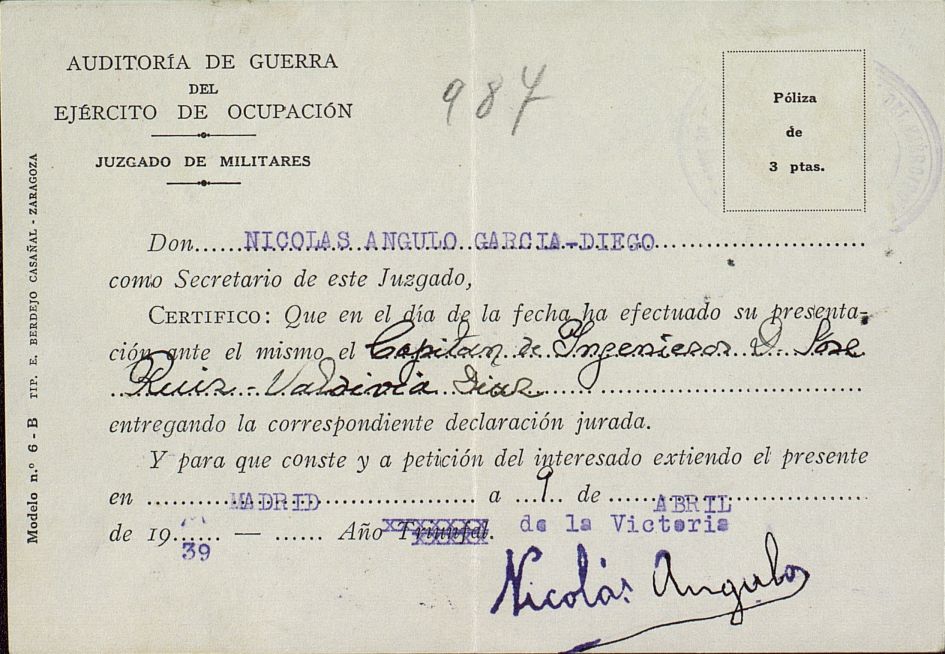 AUDITORÍA DE GUERRA
DEL
EJÉRCITO DE OCUPACIÓN
JUZGADO DE MILITARES
987
Póliza
de
3 ptas.
Don NICOLAS ANGULO GARCIA-DIEGO
como Secretario de este Juzgado,
CERTIFICO: Que en el día de la fecha ha efectuado su presenta-
ción ante el mismo el Capitan de Ingenieros D. Jose
Ruiz-Valdivia Diaz
entregando la correspondiente declaración jurada.
Y para que conste y a petición del interesado extiendo el presente
en MADRID a 9 de ABRIL
de 19 39 — Año Triunfal. de la Victoria
Nicolás Angulo
Modelo n.º 6 - B TIP. E. BERDEJO CASAÑAL - ZARAGOZA